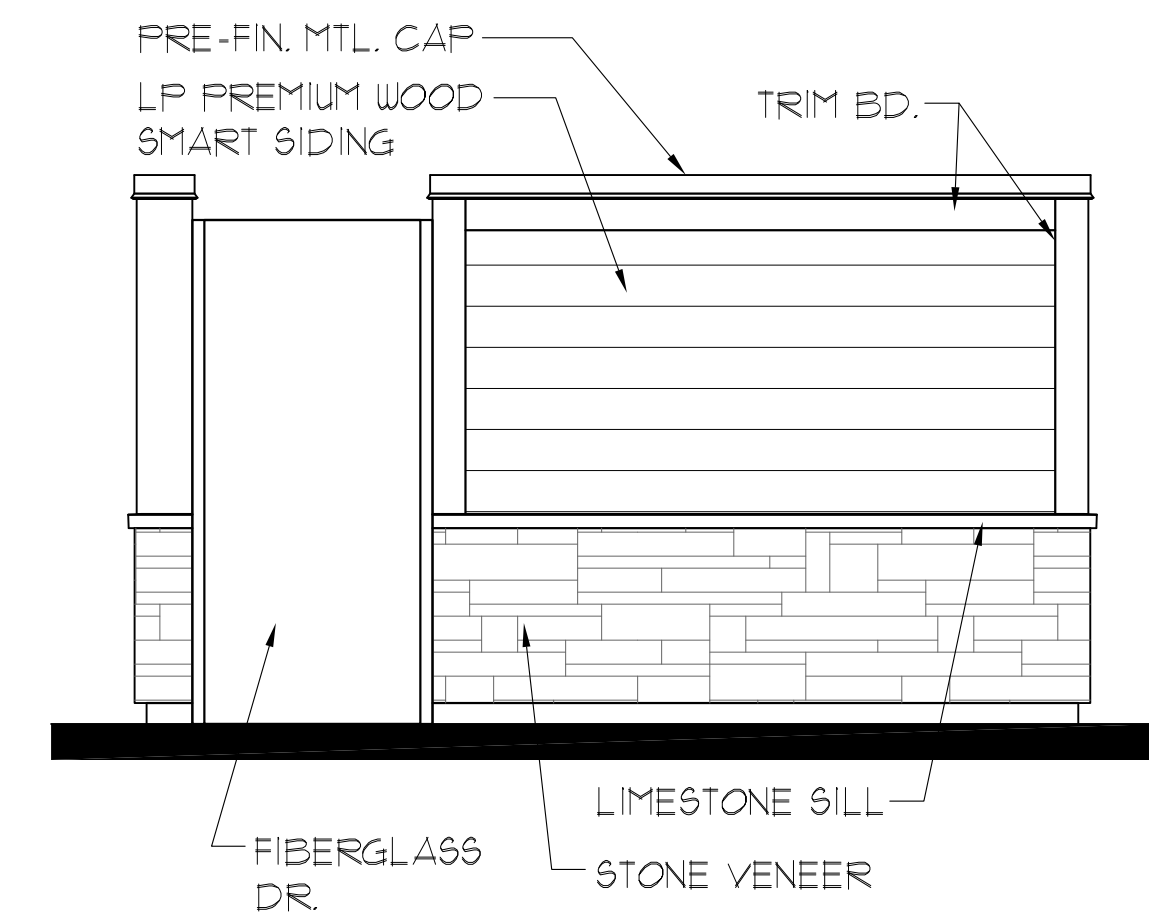 PRE-FIN. MTL. CAP
LP PREMIUM WOOD
SMART SIDING
TRIM BD.
LIMESTONE SILL
FIBERGLASS
DR.
STONE VENEER